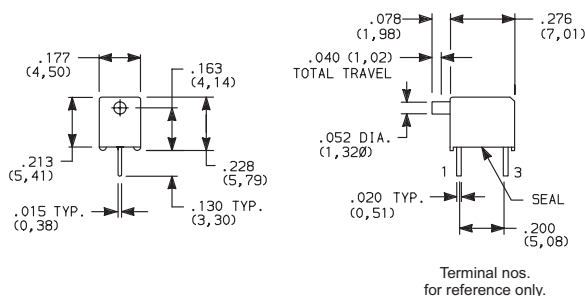 .177
(4,50)
.163
(4,14)
.213
(5,41)
.228
(5,79)
.015 TYP.
(0,38)
.130 TYP.
(3,30)
.078
(1,98)
.276
(7,01)
.040 (1,02)
TOTAL TRAVEL
.052 DIA.
(1,32Ø)
1
3
.020 TYP.
(0,51)
SEAL
.200
(5,08)
Terminal nos.
for reference only.